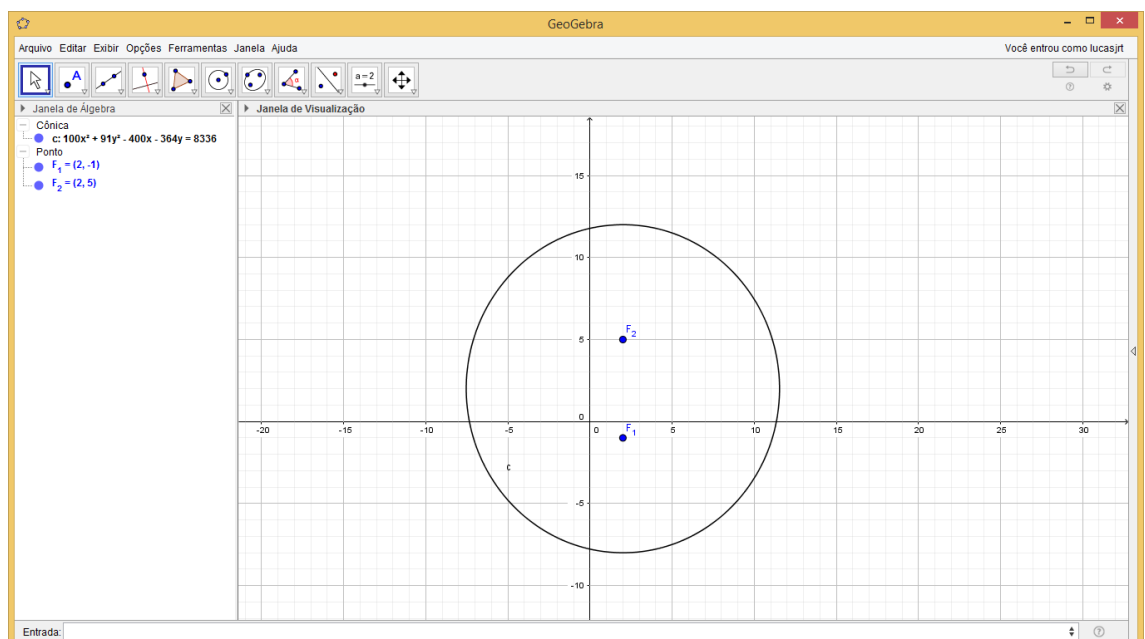 GeoGebra
Arquivo Editar Exibir Opções Ferramentas Janela Ajuda
Você entrou como lucasjrt
A
α
a=2
Janela de Álgebra
Janela de Visualização
Cônica
c: 100x² + 91y² - 400x - 364y = 8336
Ponto
F₁ = (2, -1)
F₂ = (2, 5)
15
10
F₂
5
0
-20 -15 -10 -5 0 F₁ 5 10 15 20 25 30
c
-5
-10
Entrada: